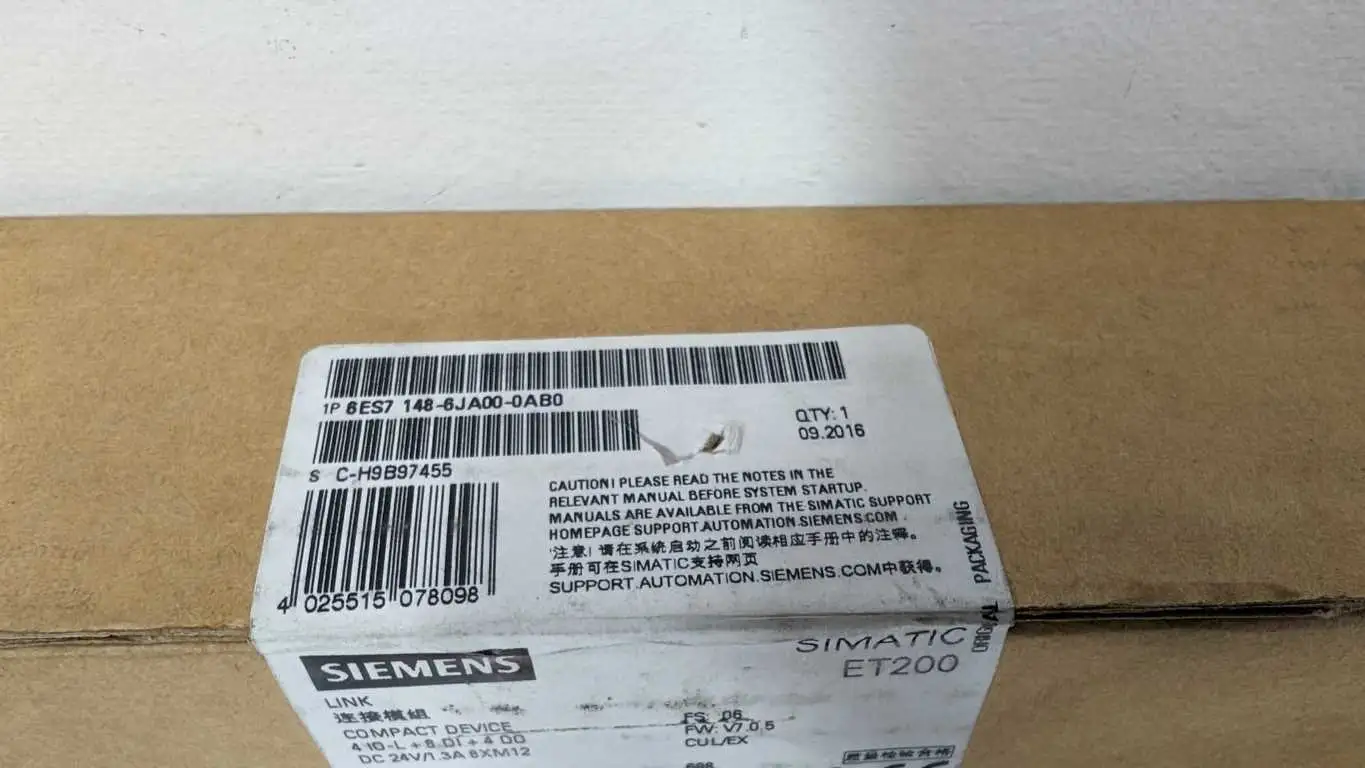 1P 6ES7 148-6JA00-0AB0
QTY: 1
09.2016
S C-H9B97455
CAUTION! PLEASE READ THE NOTES IN THE
RELEVANT MANUAL BEFORE SYSTEM STARTUP.
MANUALS ARE AVAILABLE FROM THE SIMATIC SUPPORT
HOMEPAGE SUPPORT.AUTOMATION.SIEMENS.COM
注意! 请在系统启动之前阅读相应手册中的注释。
手册可在SIMATIC支持网页
SUPPORT.AUTOMATION.SIEMENS.COM中获得。
4 025515 078098
ORIGINAL PACKAGING
SIEMENS
SIMATIC
ET200
LINK
连接模组
COMPACT DEVICE
4 IO-L + 8 DI + 4 DO
DC 24V/1.3A 8XM12
FS: 06
FW: V7.0.5
CUL/EX